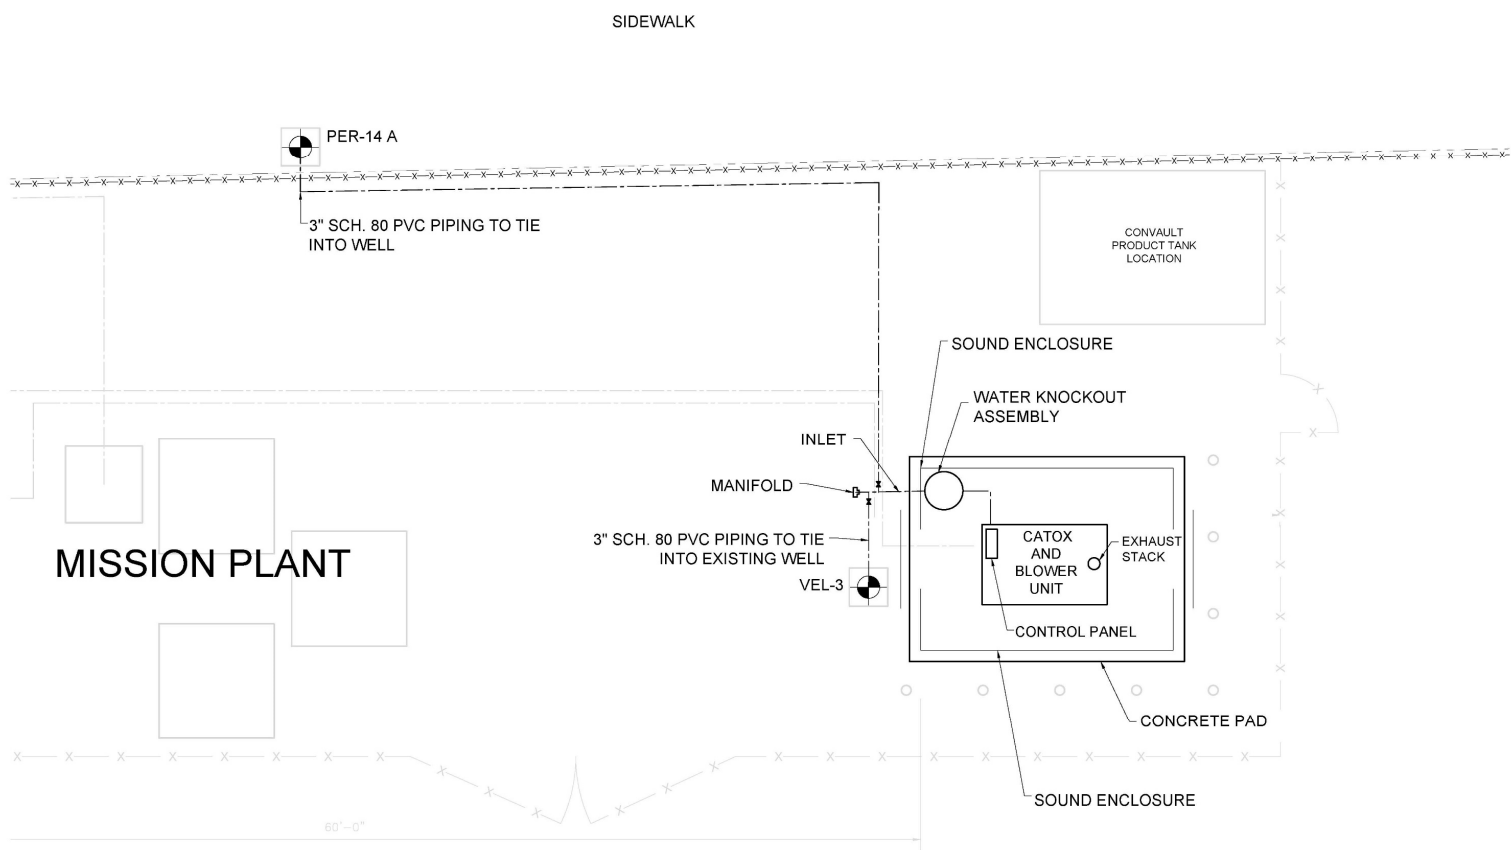 SIDEWALK
PER-14 A
3" SCH. 80 PVC PIPING TO TIE
INTO WELL
CONVAULT
PRODUCT TANK
LOCATION
SOUND ENCLOSURE
WATER KNOCKOUT
ASSEMBLY
INLET
MANIFOLD
3" SCH. 80 PVC PIPING TO TIE
INTO EXISTING WELL
VEL-3
MISSION PLANT
CATOX
AND
BLOWER
UNIT
EXHAUST
STACK
CONTROL PANEL
CONCRETE PAD
SOUND ENCLOSURE
60'-0"